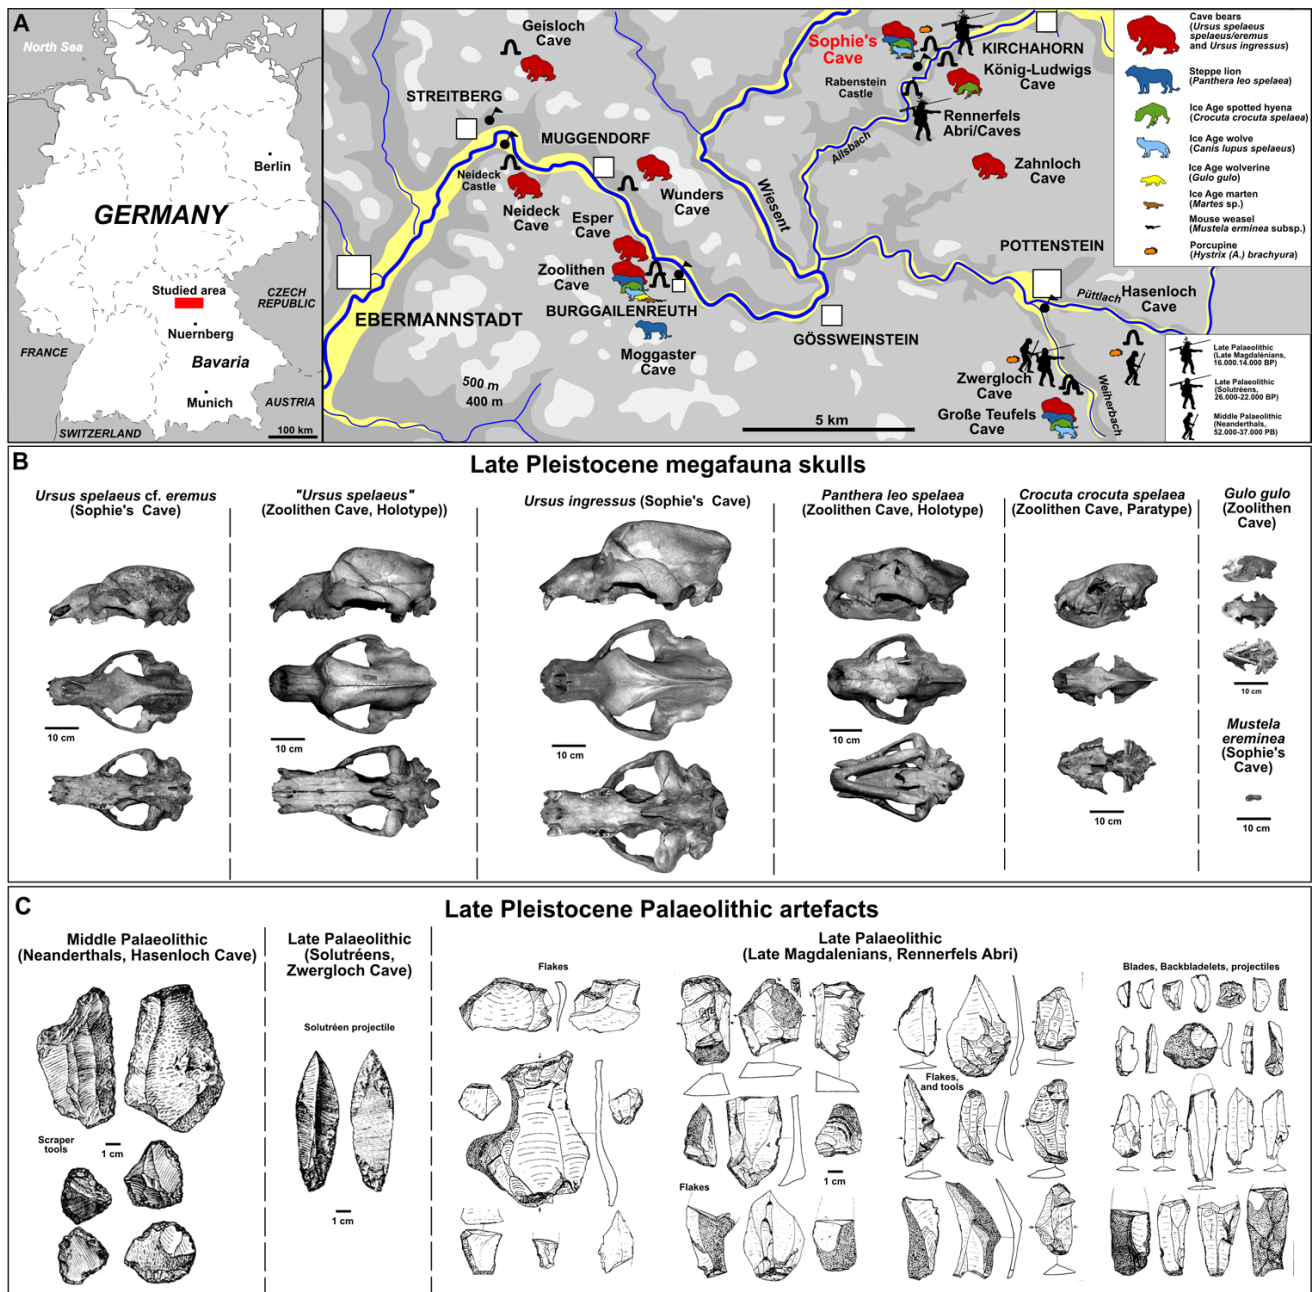 A
North Sea
Berlin
GERMANY
Studied area
CZECH
REPUBLIC
Nuernberg
FRANCE
Bavaria
Munich
AUSTRIA
SWITZERLAND
100 km
Geisloch
Cave
STREITBERG
MUGGENDORF
Neideck
Castle
Neideck
Cave
Wunders
Cave
Esper
Cave
Zoolithen
Cave
BURGGAILENREUTH
Moggaster
Cave
EBERMANNSTADT
500 m
400 m
Wiesent
Sophie's
Cave
KIRCHAHORN
Rabenstein
Castle
König-Ludwigs
Cave
Rennerfels
Abri/Caves
Ailsbach
Zahnloch
Cave
POTTENSTEIN
Püttlach
Hasenloch
Cave
GÖSSWEINSTEIN
Zwergloch
Cave
Weiherbach
Große Teufels
Cave
5 km
Cave bears
(Ursus spelaeus
spelaeus/eremus
and Ursus ingressus)
Steppe lion
(Panthera leo spelaea)
Ice Age spotted hyena
(Crocuta crocuta spelaea)
Ice Age wolve
(Canis lupus spelaeus)
Ice Age wolverine
(Gulo gulo)
Ice Age marten
(Martes sp.)
Mouse weasel
(Mustela erminea subsp.)
Porcupine
(Hystrix (A.) brachyura)
Late Palaeolithic
(Late Magdalénians,
16.000.14.000 BP)
Late Palaeolithic
(Solutréens,
26.000-22.000 BP)
Middle Palaeolithic
(Neanderthals,
52.000-37.000 PB)
B
Late Pleistocene megafauna skulls
Ursus spelaeus cf. eremus
(Sophie's Cave)
10 cm
"Ursus spelaeus"
(Zoolithen Cave, Holotype))
10 cm
Ursus ingressus (Sophie's Cave)
10 cm
Panthera leo spelaea
(Zoolithen Cave, Holotype)
10 cm
Crocuta crocuta spelaea
(Zoolithen Cave, Paratype)
10 cm
Gulo gulo
(Zoolithen
Cave)
10 cm
Mustela
ereminea
(Sophie's
Cave)
10 cm
C
Late Pleistocene Palaeolithic artefacts
Middle Palaeolithic
(Neanderthals, Hasenloch Cave)
Scraper
tools
1 cm
Late Palaeolithic
(Solutréens,
Zwergloch Cave)
Solutréen projectile
1 cm
Late Palaeolithic
(Late Magdalenians, Rennerfels Abri)
Flakes
Flakes
1 cm
Flakes,
and tools
Blades, Backbladelets, projectiles